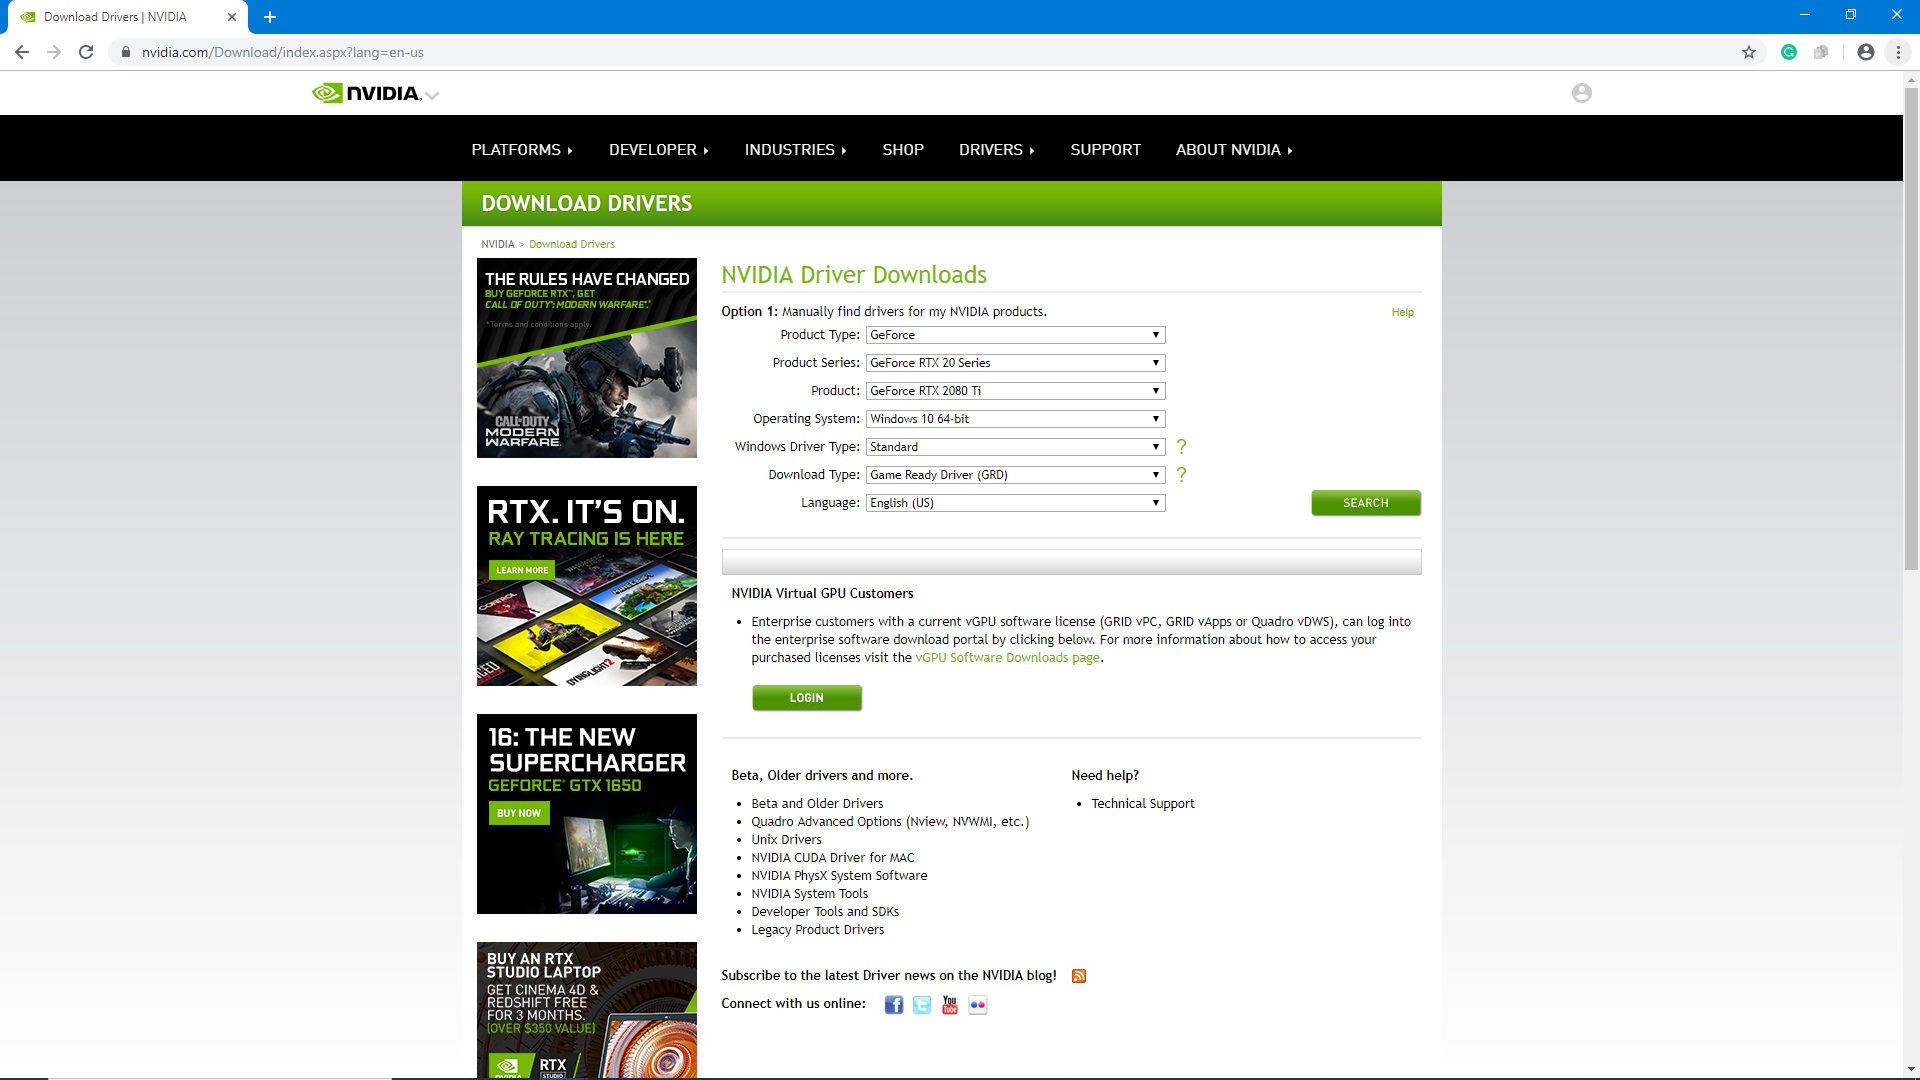 Download Drivers | NVIDIA
nvidia.com/Download/index.aspx?lang=en-us
NVIDIA.
PLATFORMS DEVELOPER INDUSTRIES SHOP DRIVERS SUPPORT ABOUT NVIDIA
DOWNLOAD DRIVERS
NVIDIA > Download Drivers
THE RULES HAVE CHANGED
BUY GEFORCE RTX™, GET
CALL OF DUTY®: MODERN WARFARE®.*
*Terms and conditions apply.
CALL OF DUTY
MODERN
WARFARE
RTX. IT'S ON.
RAY TRACING IS HERE
LEARN MORE
CONTROL
MINECRAFT
DYING LIGHT 2
16: THE NEW
SUPERCHARGER
GEFORCE® GTX 1650
BUY NOW
BUY AN RTX
STUDIO LAPTOP
GET CINEMA 4D &
REDSHIFT FREE
FOR 3 MONTHS.
(OVER $350 VALUE)
NVIDIA
RTX
STUDIO
NVIDIA Driver Downloads
Option 1: Manually find drivers for my NVIDIA products.
Help
Product Type: GeForce
Product Series: GeForce RTX 20 Series
Product: GeForce RTX 2080 Ti
Operating System: Windows 10 64-bit
Windows Driver Type: Standard ?
Download Type: Game Ready Driver (GRD) ?
Language: English (US)
SEARCH
NVIDIA Virtual GPU Customers
• Enterprise customers with a current vGPU software license (GRID vPC, GRID vApps or Quadro vDWS), can log into
the enterprise software download portal by clicking below. For more information about how to access your
purchased licenses visit the vGPU Software Downloads page.
LOGIN
Beta, Older drivers and more.
• Beta and Older Drivers
• Quadro Advanced Options (Nview, NVWMI, etc.)
• Unix Drivers
• NVIDIA CUDA Driver for MAC
• NVIDIA PhysX System Software
• NVIDIA System Tools
• Developer Tools and SDKs
• Legacy Product Drivers
Need help?
• Technical Support
Subscribe to the latest Driver news on the NVIDIA blog!
Connect with us online:
You
Tube